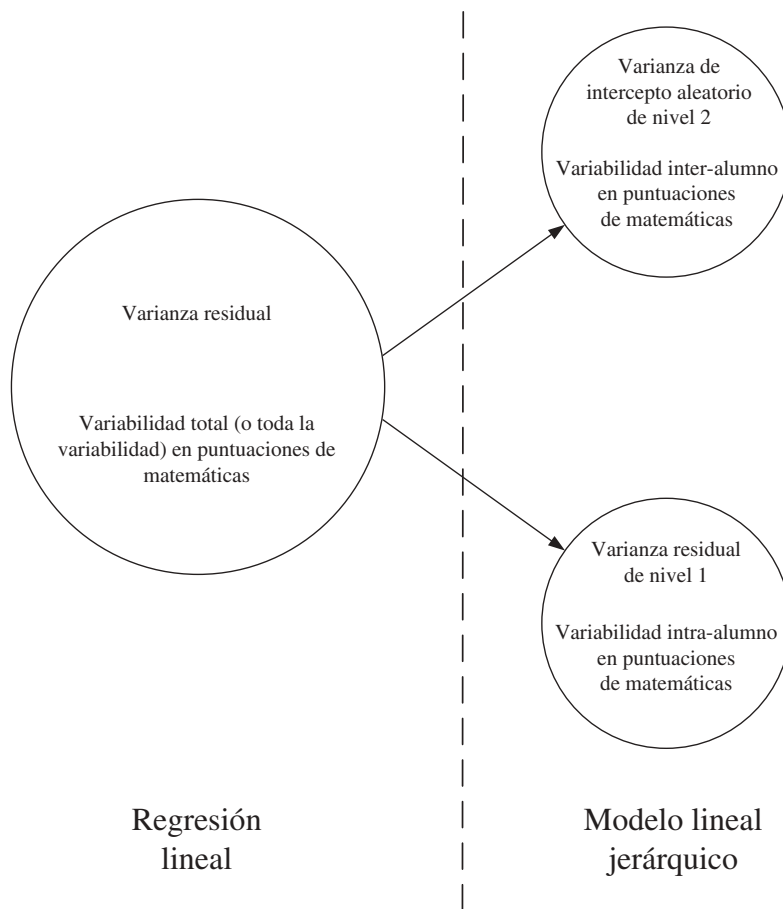 Varianza residual
Variabilidad total (o toda la
variabilidad) en puntuaciones de
matemáticas
Regresión
lineal
Varianza de
intercepto aleatorio
de nivel 2
Variabilidad inter-alumno
en puntuaciones
de matemáticas
Varianza residual
de nivel 1
Variabilidad intra-alumno
en puntuaciones
de matemáticas
Modelo lineal
jerárquico